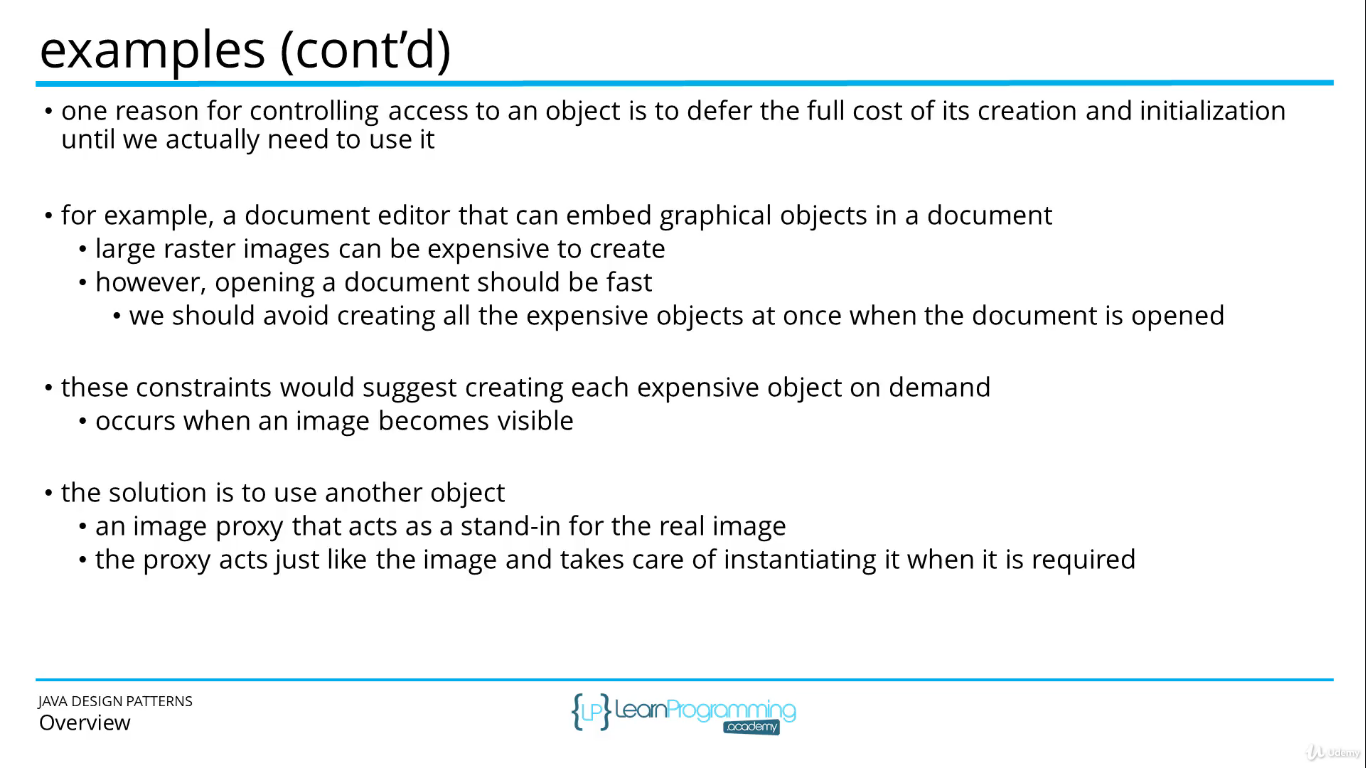 examples (cont’d)
• one reason for controlling access to an object is to defer the full cost of its creation and initialization
until we actually need to use it
• for example, a document editor that can embed graphical objects in a document
• large raster images can be expensive to create
• however, opening a document should be fast
• we should avoid creating all the expensive objects at once when the document is opened
• these constraints would suggest creating each expensive object on demand
• occurs when an image becomes visible
• the solution is to use another object
• an image proxy that acts as a stand-in for the real image
• the proxy acts just like the image and takes care of instantiating it when it is required
JAVA DESIGN PATTERNS
Overview
{LP} LearnProgramming
.academy
Udemy